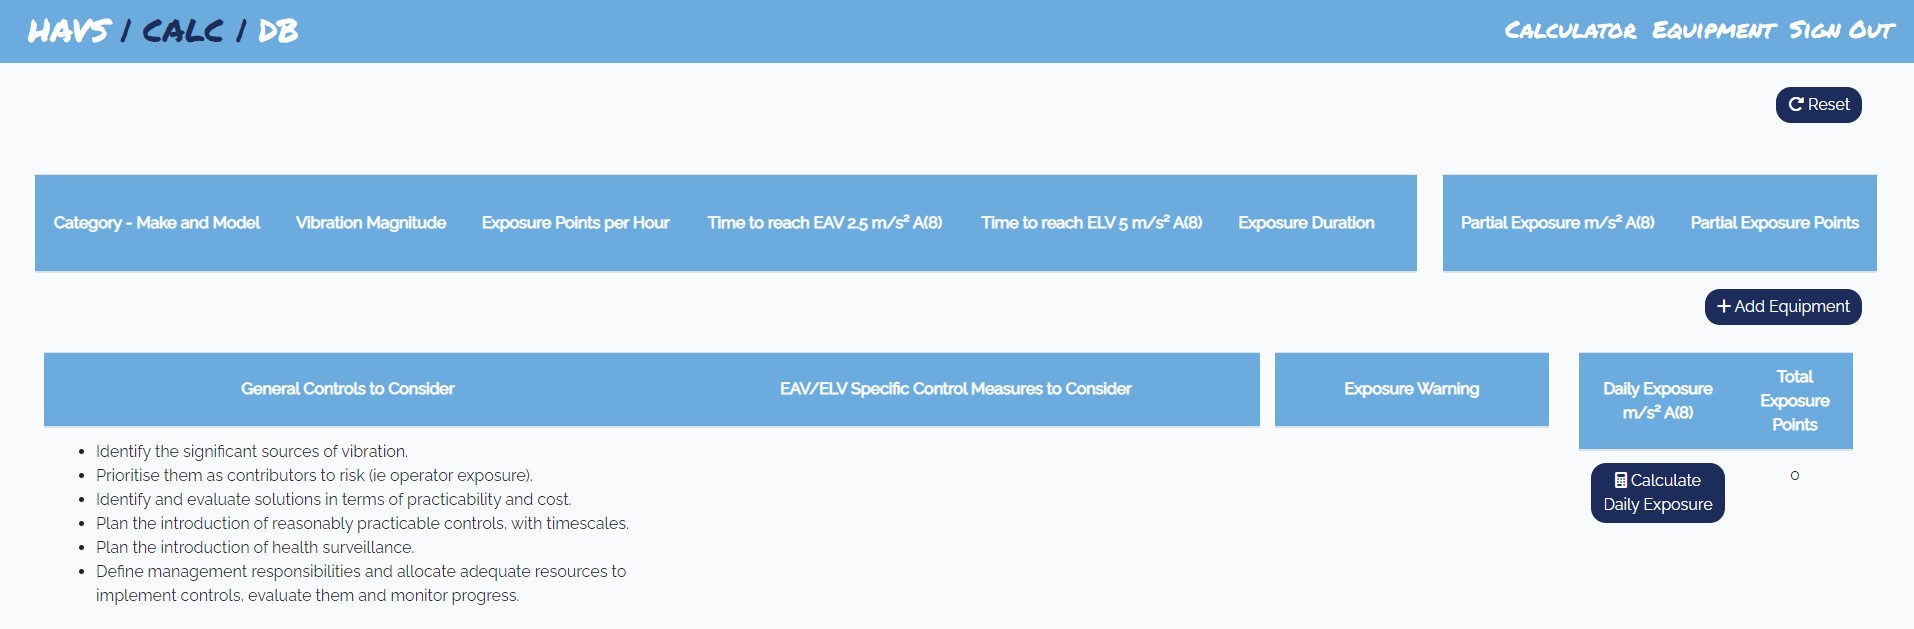 HAVS / CALC / DB
Calculator Equipment Sign Out
Reset
Category - Make and Model Vibration Magnitude Exposure Points per Hour Time to reach EAV 2.5 m/s² A(8) Time to reach ELV 5 m/s² A(8) Exposure Duration Partial Exposure m/s² A(8) Partial Exposure Points
+ Add Equipment
General Controls to Consider EAV/ELV Specific Control Measures to Consider Exposure Warning
Daily Exposure
m/s² A(8)
Total
Exposure
Points
• Identify the significant sources of vibration.
• Prioritise them as contributors to risk (ie operator exposure).
• Identify and evaluate solutions in terms of practicability and cost.
• Plan the introduction of reasonably practicable controls, with timescales.
• Plan the introduction of health surveillance.
• Define management responsibilities and allocate adequate resources to
implement controls, evaluate them and monitor progress.
Calculate
Daily Exposure
0